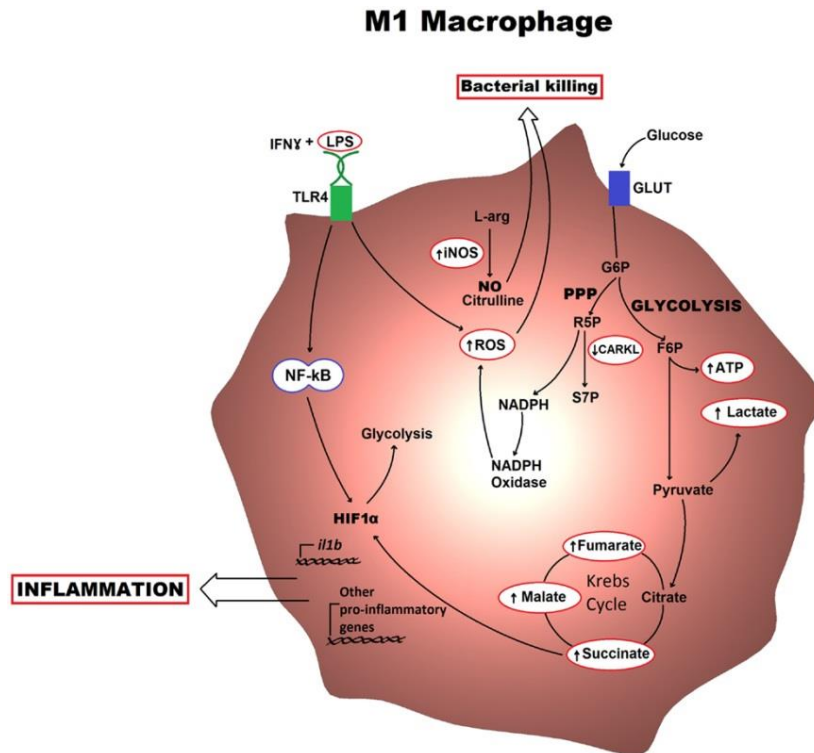 M1 Macrophage
Bacterial killing
IFNɣ + LPS
TLR4
Glucose
GLUT
L-arg
↑iNOS
NO
Citrulline
G6P
PPP
GLYCOLYSIS
R5P
↑ROS
↓CARKL
F6P
↑ATP
NF-kB
S7P
NADPH
↑ Lactate
Glycolysis
NADPH
Oxidase
Pyruvate
HIF1α
il1b
↑Fumarate
INFLAMMATION
↑ Malate
Krebs
Cycle
Citrate
Other
pro-inflammatory
genes
↑Succinate